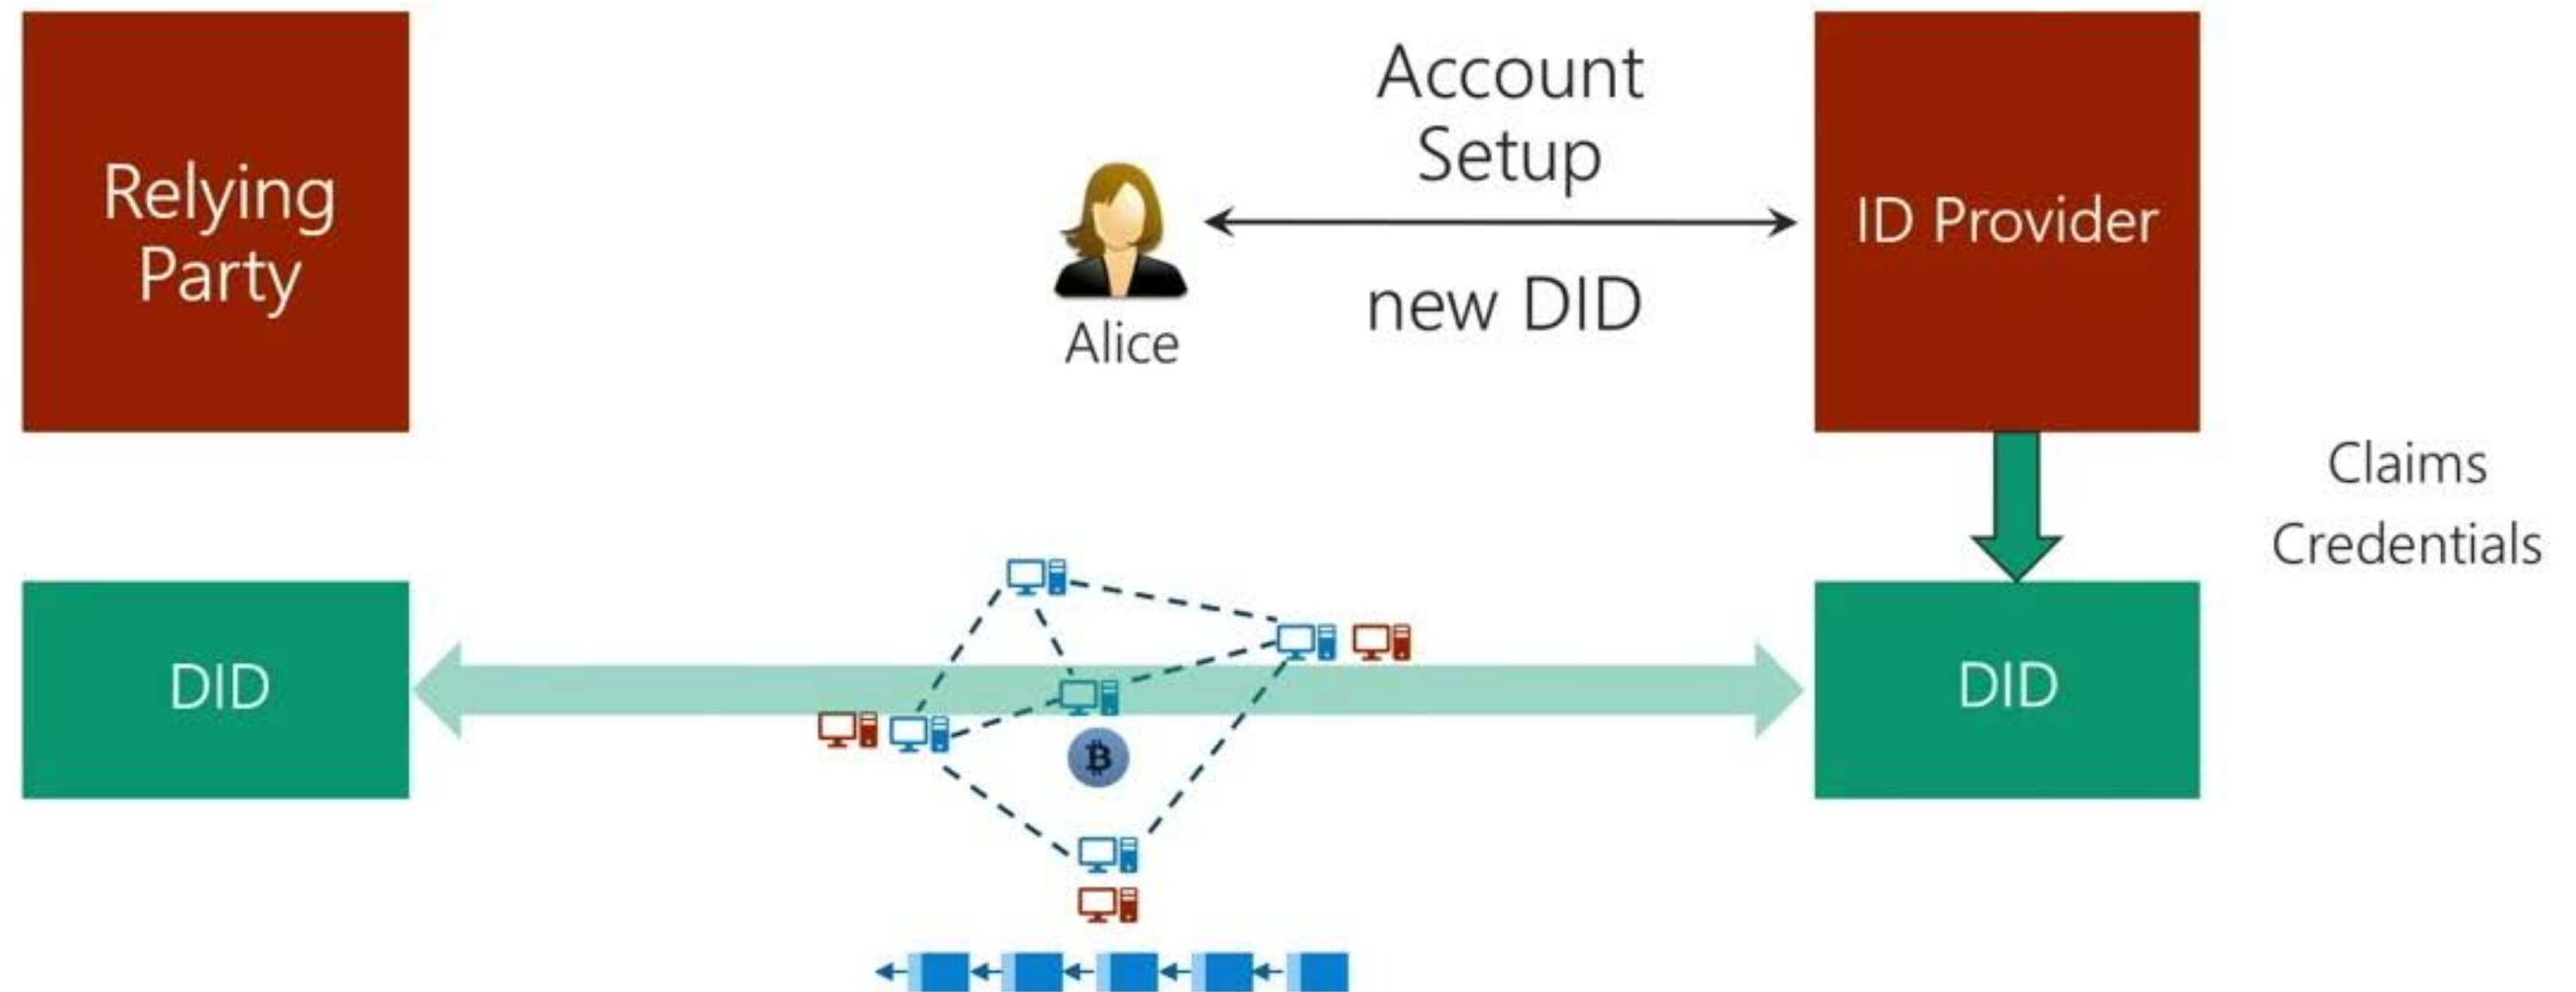 Relying
Party
Account
Setup
new DID
Alice
ID Provider
Claims
Credentials
DID
DID